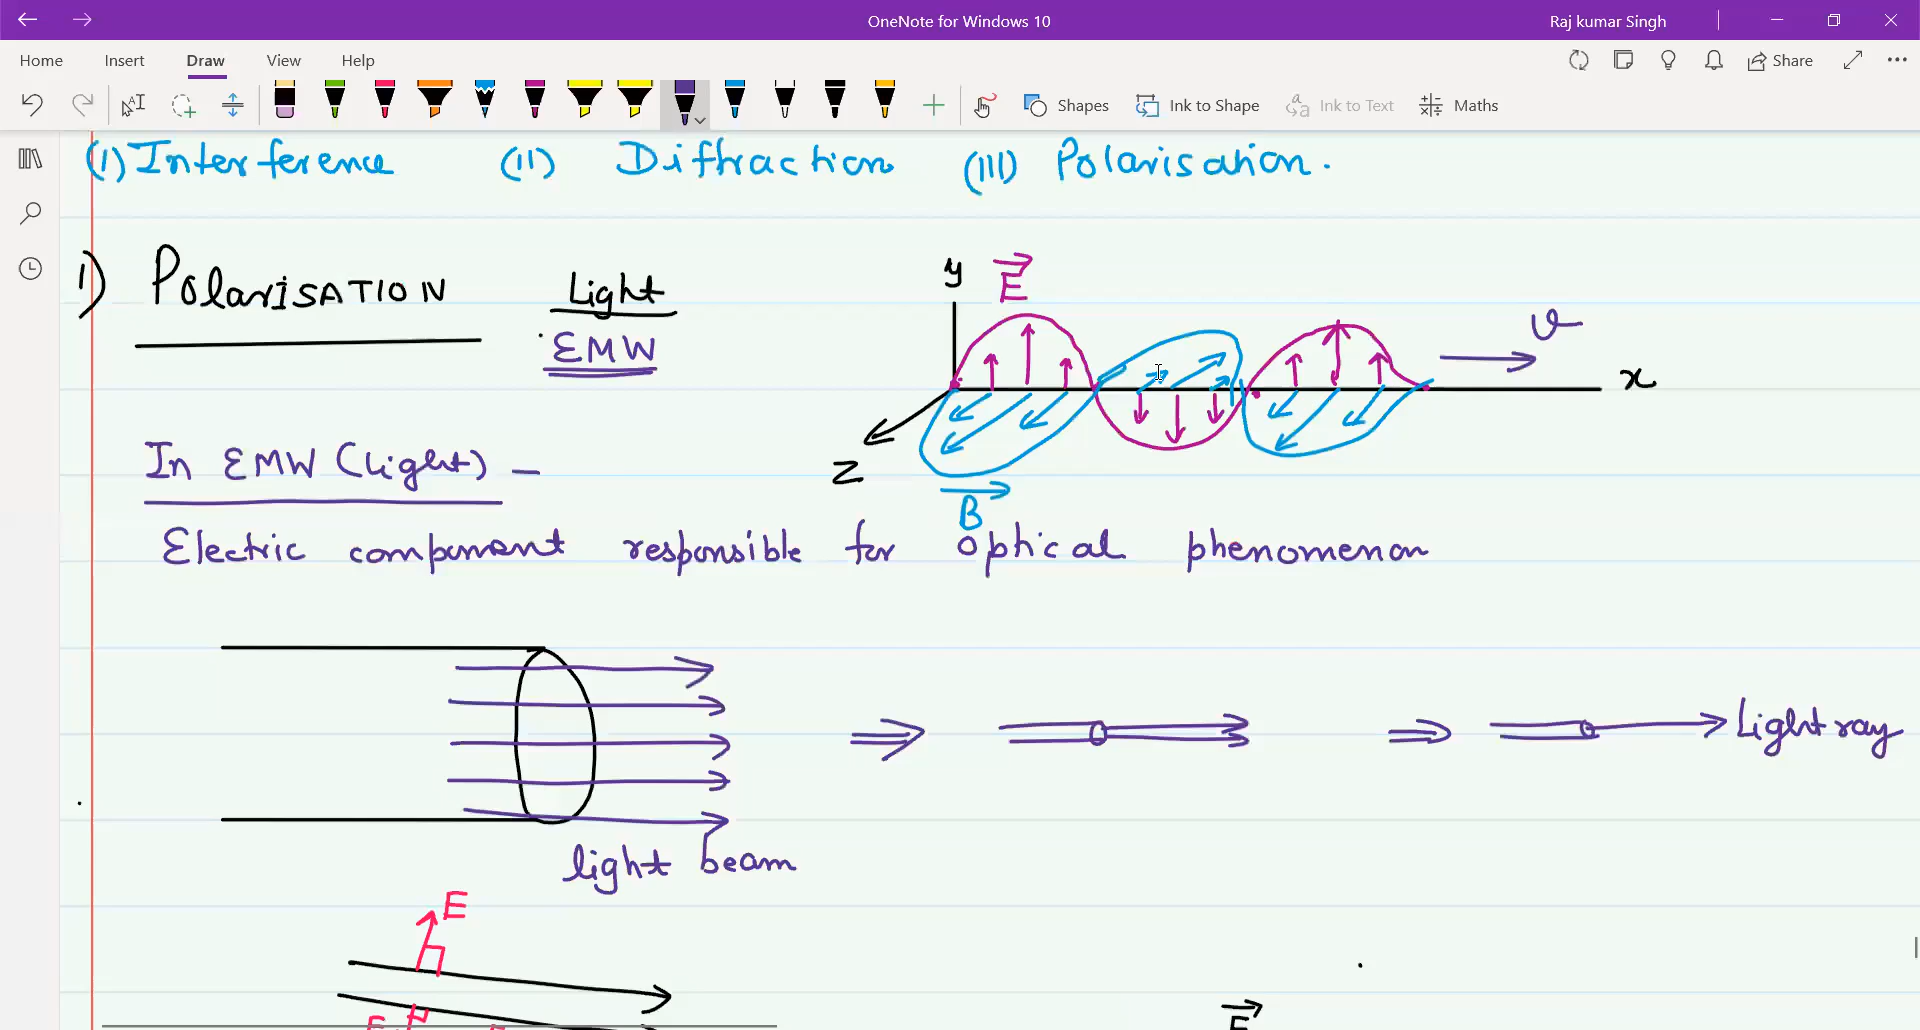 OneNote for Windows 10
Raj kumar Singh
Home Insert Draw View Help
Share
Shapes Ink to Shape Ink to Text Maths
(I) Interference (II) Diffraction (III) Polarisation.
1) PolarisATION Light
EMW
y E
v
x
z
B
In EMW (Light) -
Electric component responsible for optical phenomenon
Light ray
light beam
E
E
E